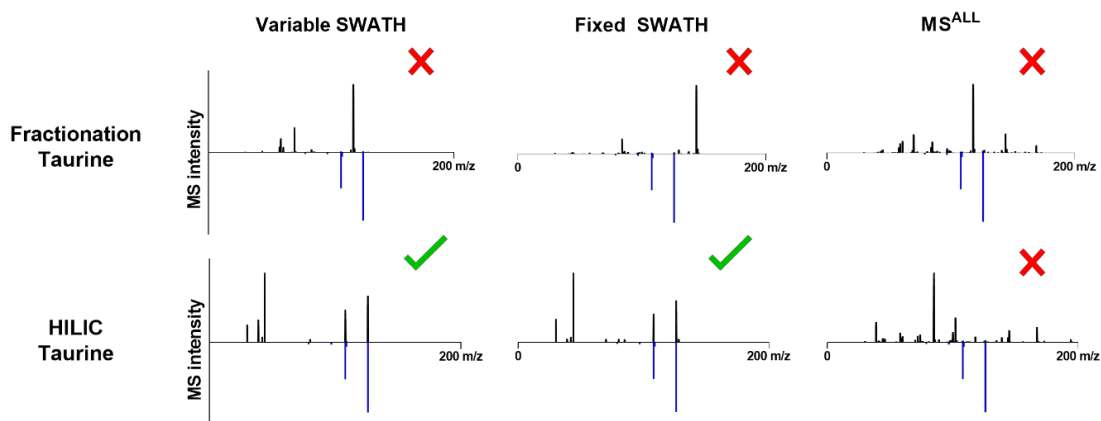 Variable SWATH
Fixed SWATH
MS^ALL
Fractionation
Taurine
MS intensity
200 m/z
0
200 m/z
0
200 m/z
HILIC
Taurine
MS intensity
200 m/z
0
200 m/z
0
200 m/z